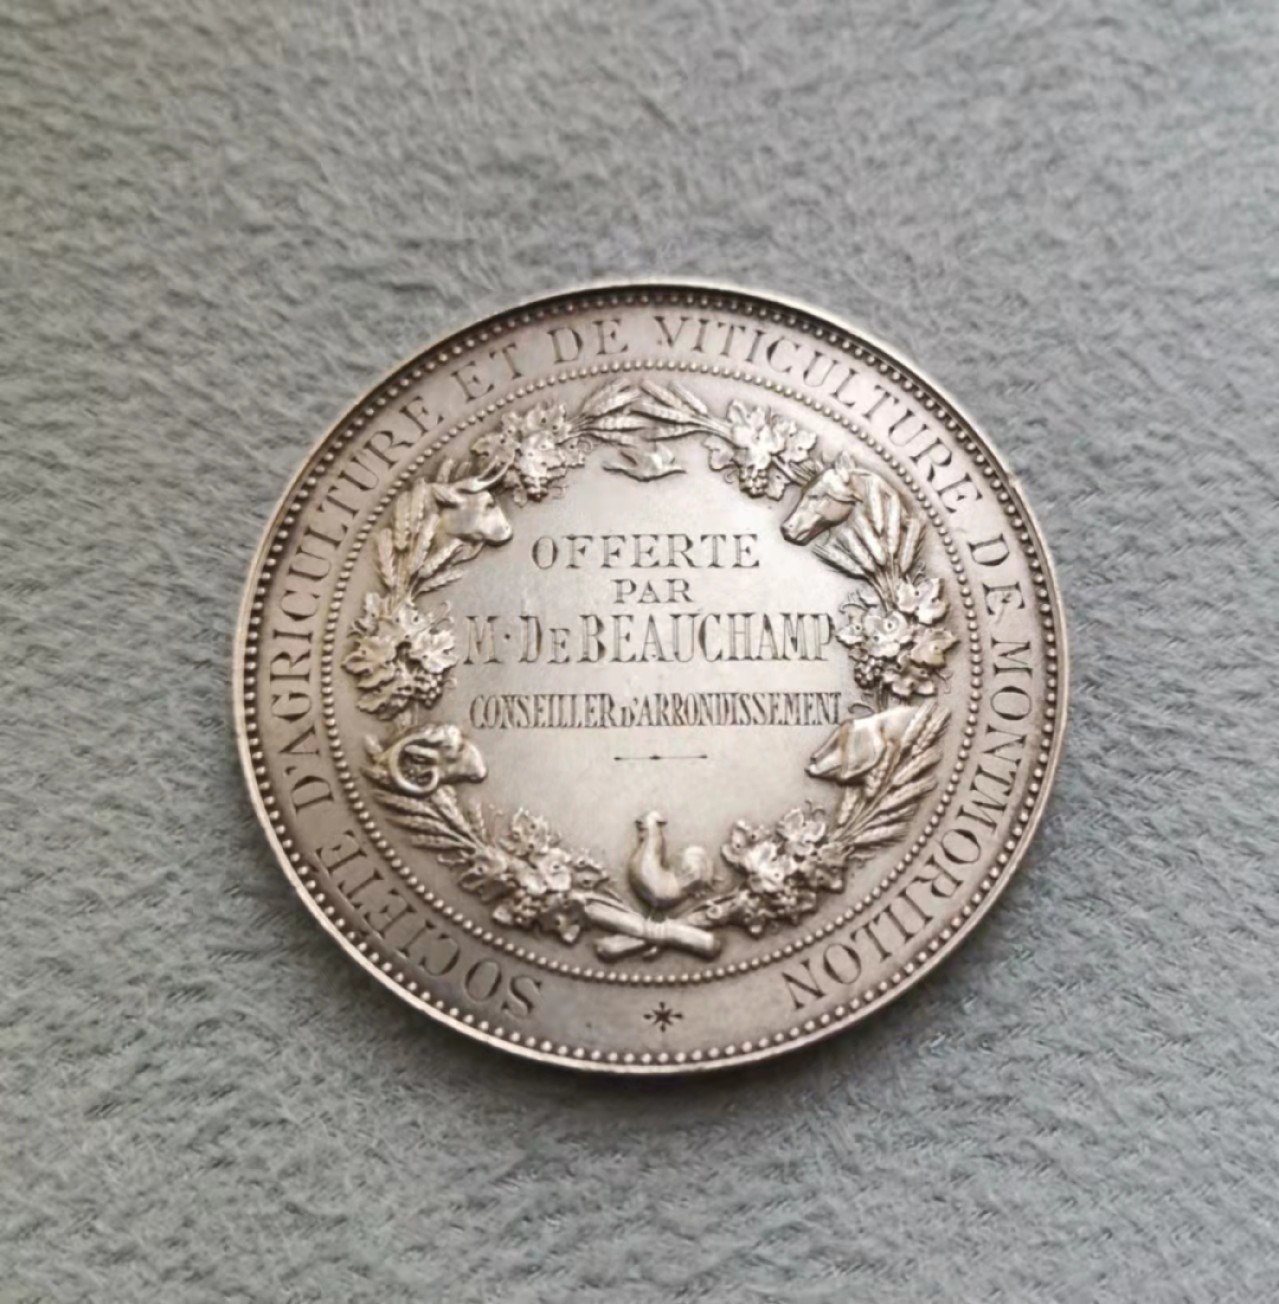 SOCIETE D'AGRICULTURE ET DE VITICULTURE DE MONTMORILLON
OFFERTE
PAR
M. DE BEAUCHAMP
CONSEILLER D'ARRONDISSEMENT